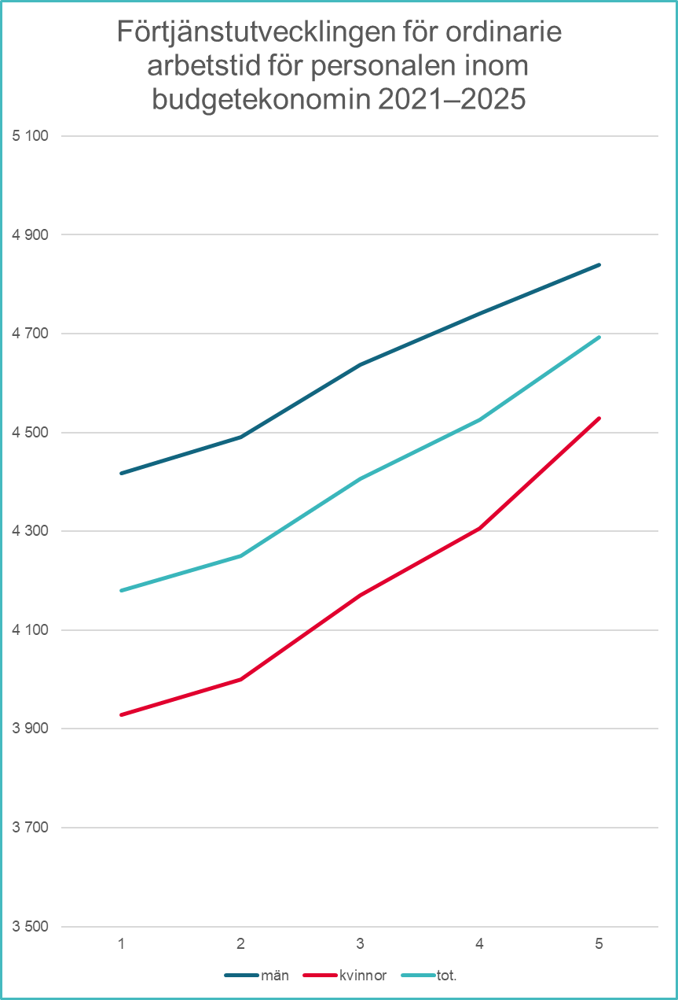 Förtjänstutvecklingen för ordinarie
arbetstid för personalen inom
budgetekonomin 2021–2025
5 100
4 900
4 700
4 500
4 300
4 100
3 900
3 700
3 500
1 2 3 4 5
män kvinnor tot.